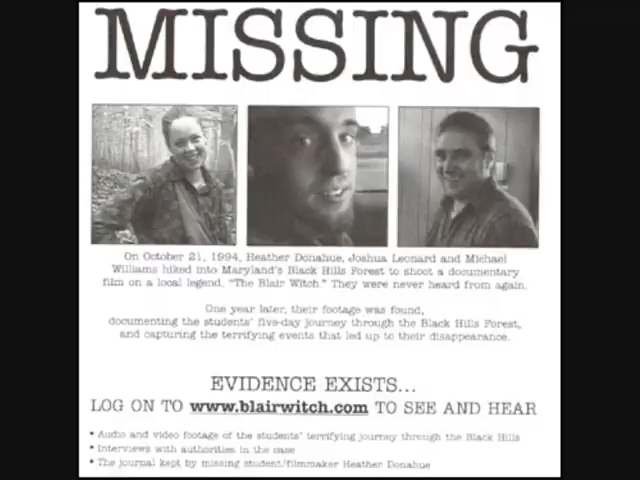 MISSING
On October 21, 1994, Heather Donahue, Joshua Leonard and Michael
Williams hiked into Maryland's Black Hills Forest to shoot a documentary
film on a local legend, "The Blair Witch." They were never heard from again.
One year later, their footage was found,
documenting the students' five-day journey through the Black Hills Forest,
and capturing the terrifying events that led up to their disappearance.
EVIDENCE EXISTS...
LOG ON TO www.blairwitch.com TO SEE AND HEAR
• Audio and video footage of the students' terrifying journey through the Black Hills
• Interviews with authorities in the case
• The journal kept by missing student/filmmaker Heather Donahue